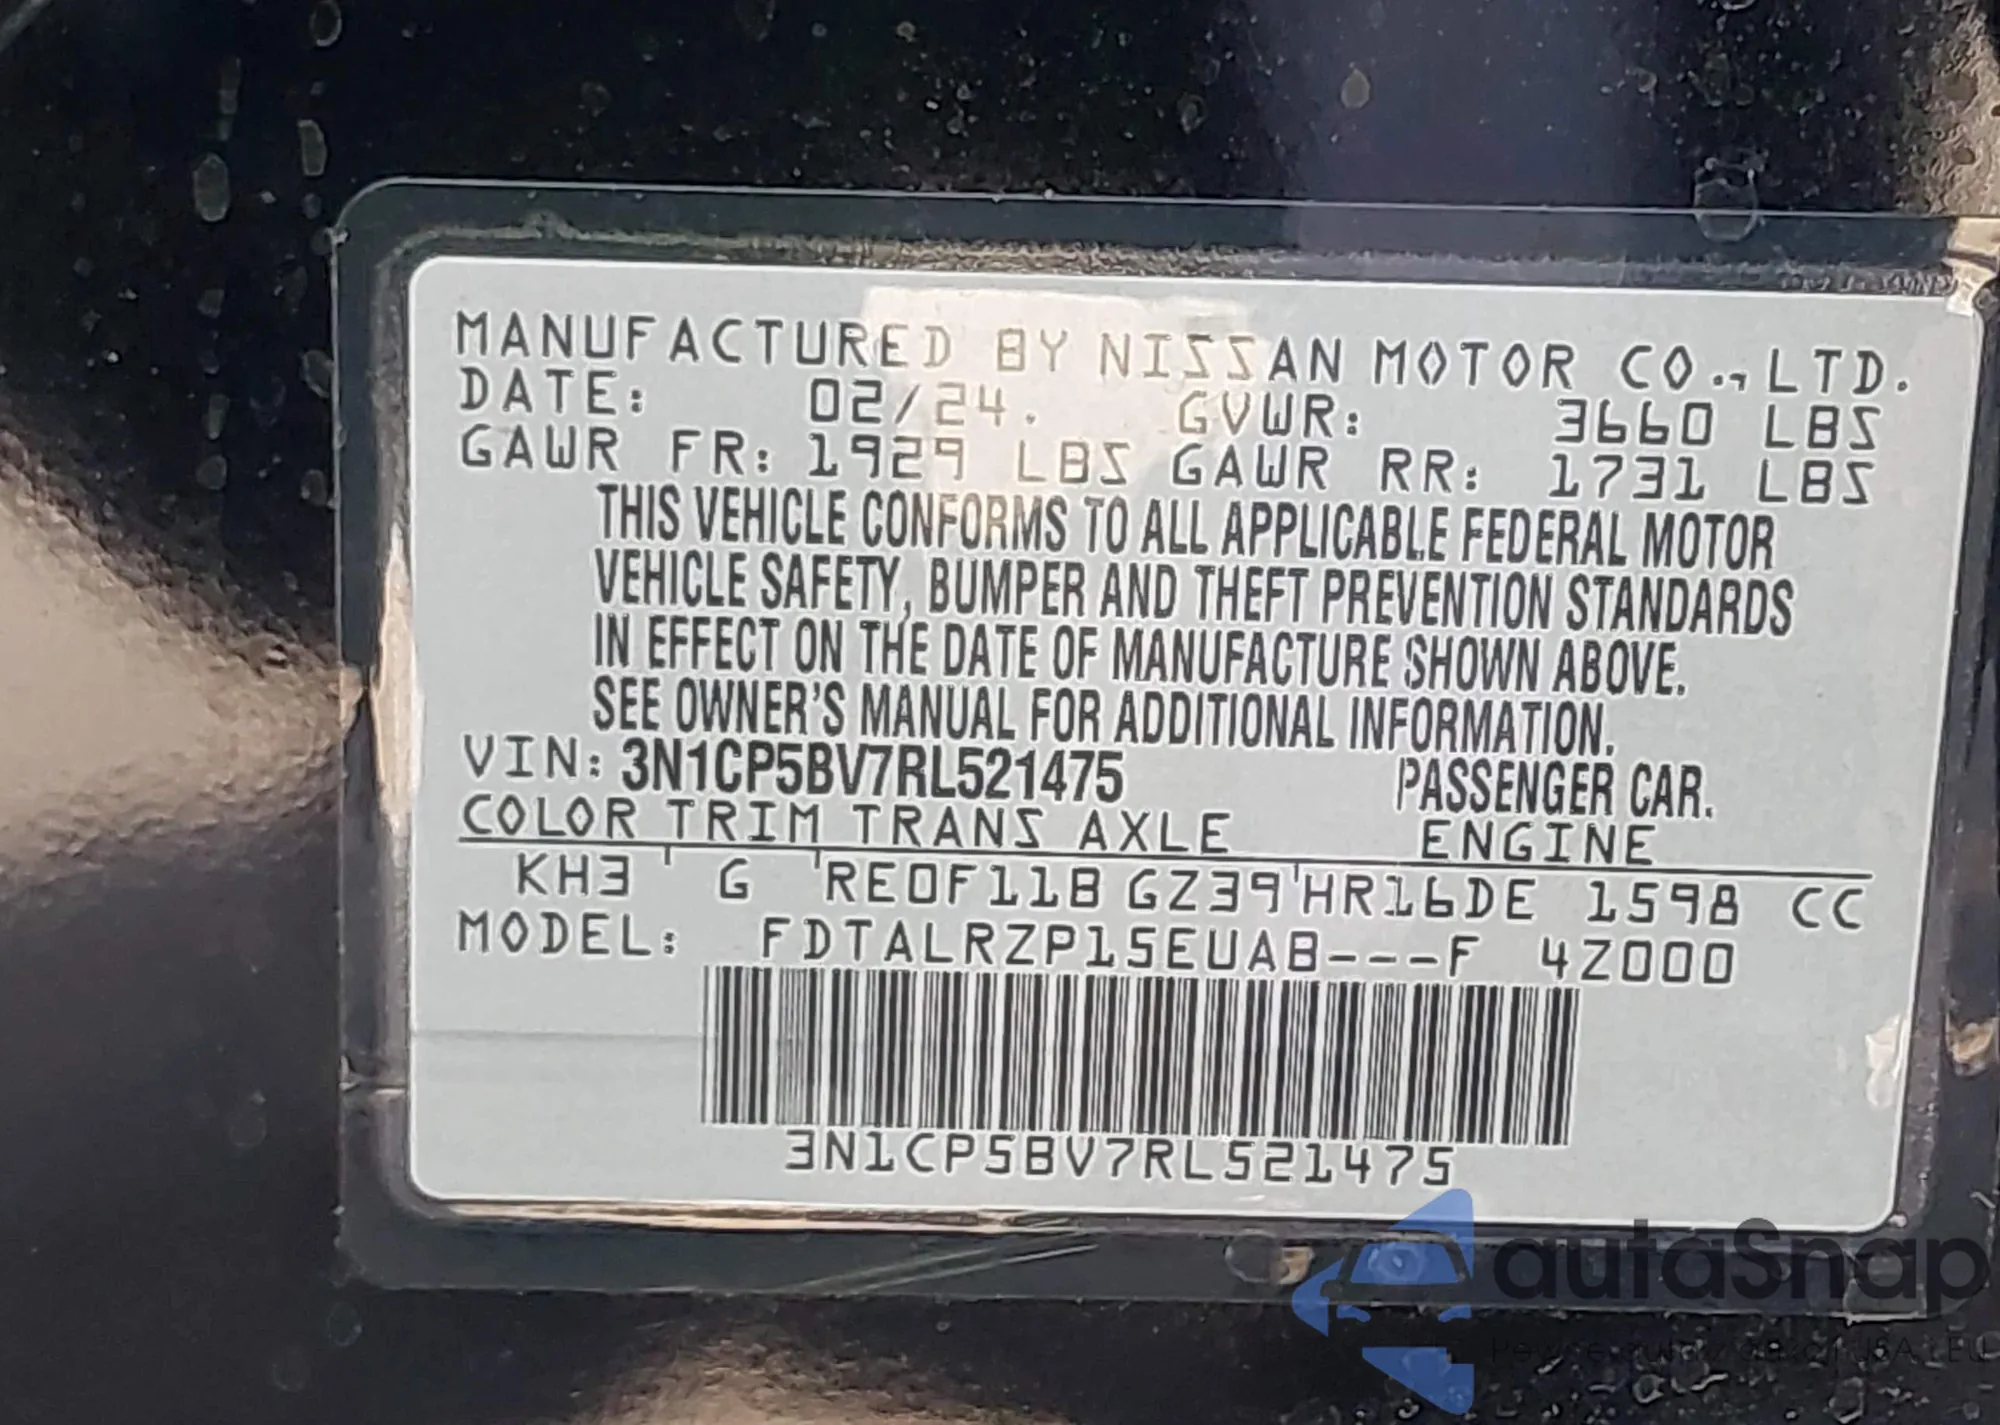 MANUFACTURED BY NISSAN MOTOR CO.,LTD.
DATE: 02/24. GVWR: 3660 LBS
GAWR FR: 1929 LBS GAWR RR: 1731 LBS
THIS VEHICLE CONFORMS TO ALL APPLICABLE FEDERAL MOTOR
VEHICLE SAFETY, BUMPER AND THEFT PREVENTION STANDARDS
IN EFFECT ON THE DATE OF MANUFACTURE SHOWN ABOVE.
SEE OWNER'S MANUAL FOR ADDITIONAL INFORMATION.
VIN: 3N1CP5BV7RL521475 PASSENGER CAR.
COLOR TRIM TRANS AXLE ENGINE
KH3 G RE0F11B GZ39 HR16DE 1598 CC
MODEL: FDTALRZP15EUAB---F 4Z000
3N1CP5BV7RL521475
autaSnap
USA